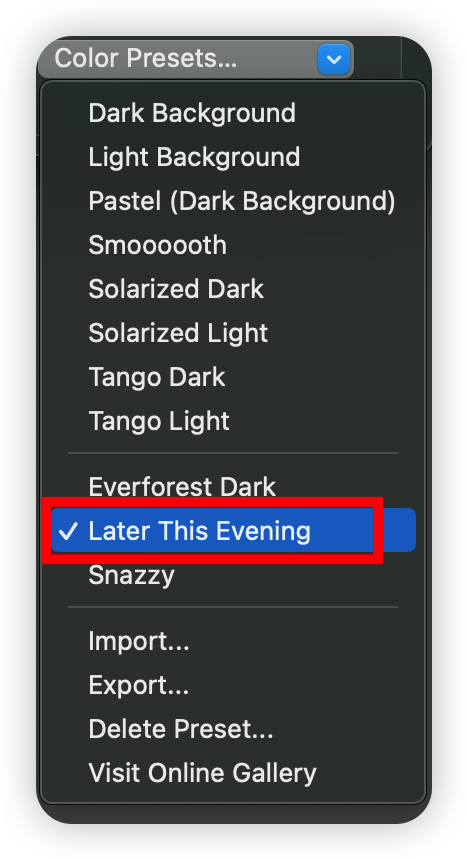 Color Presets...
Dark Background
Light Background
Pastel (Dark Background)
Smoooooth
Solarized Dark
Solarized Light
Tango Dark
Tango Light
Everforest Dark
✓ Later This Evening
Snazzy
Import...
Export...
Delete Preset...
Visit Online Gallery